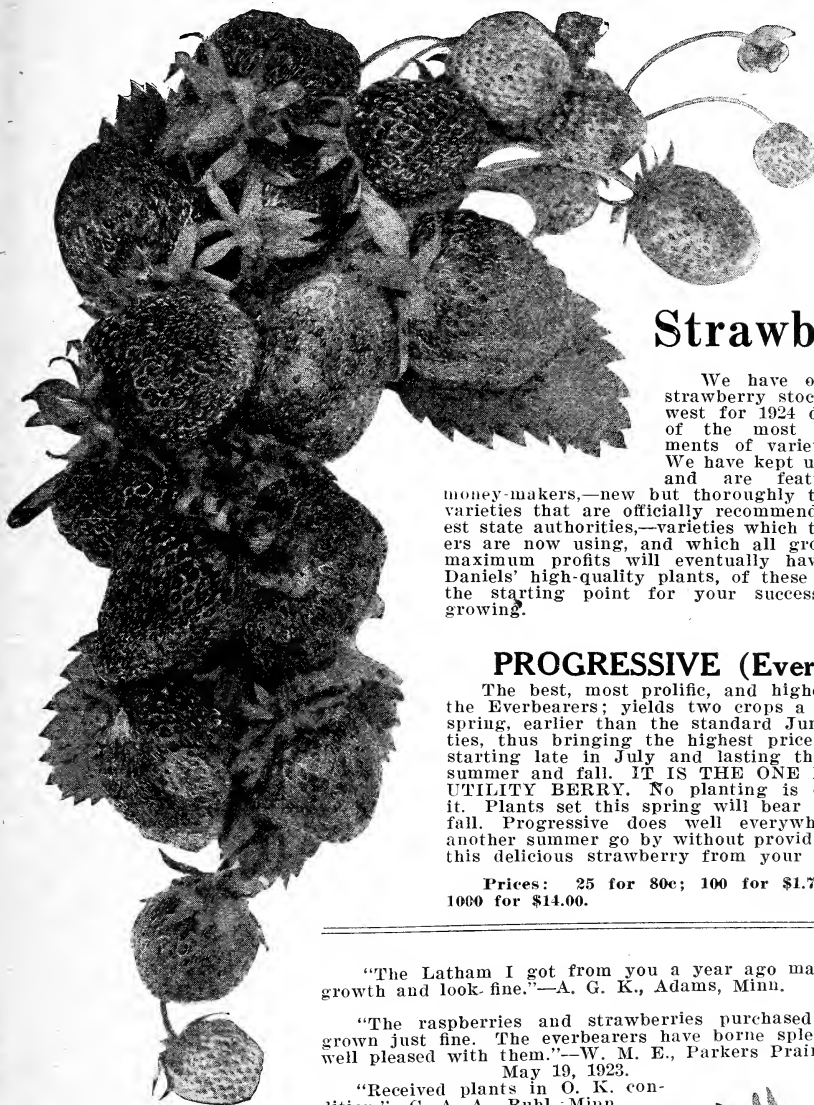 Strawb
We have o
strawberry stoc
west for 1924 c
of the most
ments of varie
We have kept u
and are feat
money-makers,—new but thoroughly t
varieties that are officially recommend
est state authorities,—varieties which t
ers are now using, and which all gro
maximum profits will eventually hav
Daniels' high-quality plants, of these
the starting point for your success
growing.
PROGRESSIVE (Ever
The best, most prolific, and highe
the Everbearers; yields two crops a
spring, earlier than the standard Jun
ties, thus bringing the highest price
starting late in July and lasting th
summer and fall. IT IS THE ONE
UTILITY BERRY. No planting is
it. Plants set this spring will bear
fall. Progressive does well everywh
another summer go by without provid
this delicious strawberry from your
Prices: 25 for 80c; 100 for $1.7
1000 for $14.00.
"The Latham I got from you a year ago ma
growth and look fine."—A. G. K., Adams, Minn.
"The raspberries and strawberries purchased
grown just fine. The everbearers have borne sple
well pleased with them."—W. M. E., Parkers Prair
May 19, 1923.
"Received plants in O. K. con-
dition." C. A. A., Buhl, Minn.